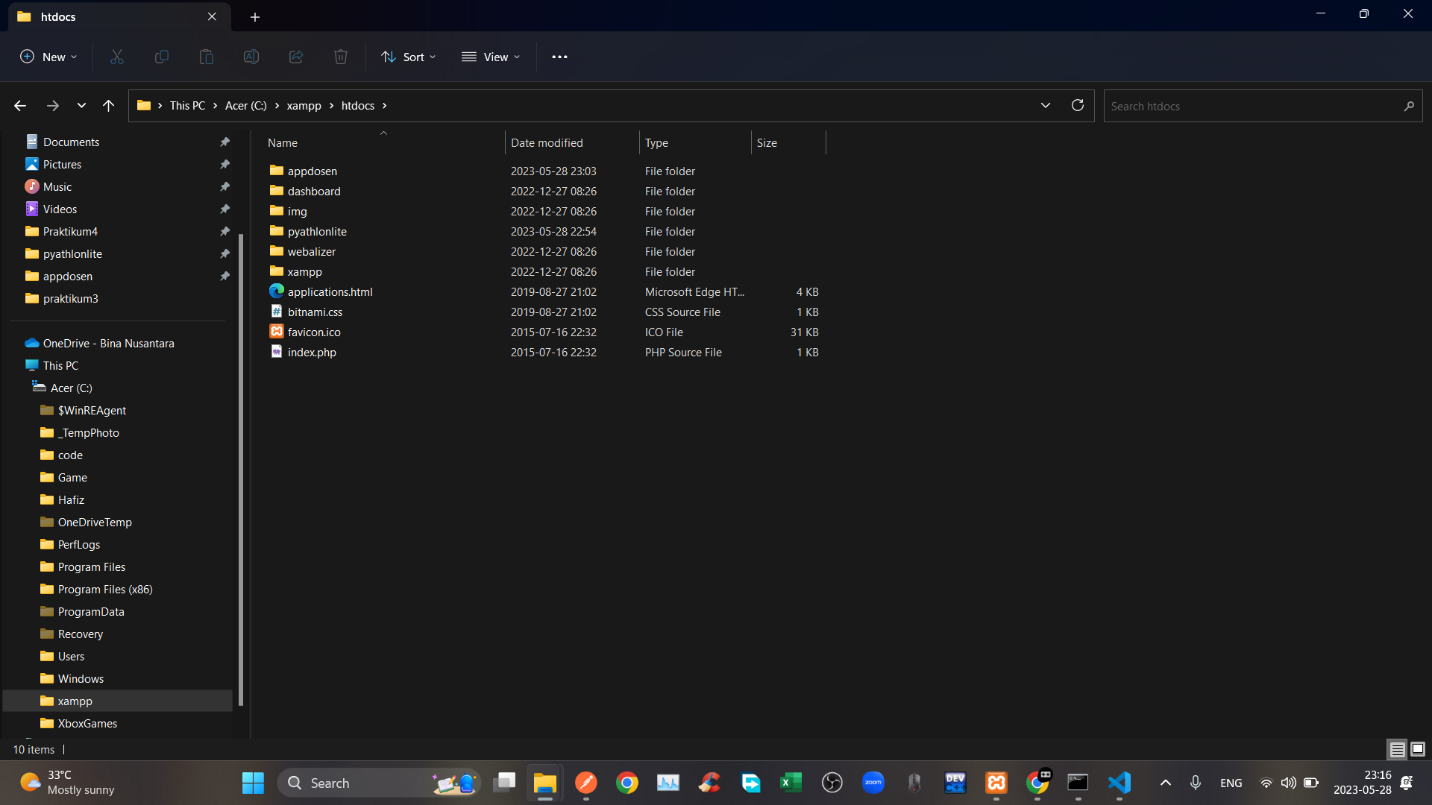 htdocs
New
Sort
View
This PC > Acer (C:) > xampp > htdocs >
Search htdocs
Documents
Pictures
Music
Videos
Praktikum4
pyathlonlite
appdosen
praktikum3
OneDrive - Bina Nusantara
This PC
Acer (C:)
$WinREAgent
_TempPhoto
code
Game
Hafiz
OneDriveTemp
PerfLogs
Program Files
Program Files (x86)
ProgramData
Recovery
Users
Windows
xampp
XboxGames
Name Date modified Type Size
appdosen 2023-05-28 23:03 File folder
dashboard 2022-12-27 08:26 File folder
img 2022-12-27 08:26 File folder
pyathlonlite 2023-05-28 22:54 File folder
webalizer 2022-12-27 08:26 File folder
xampp 2022-12-27 08:26 File folder
applications.html 2019-08-27 21:02 Microsoft Edge HT... 4 KB
bitnami.css 2019-08-27 21:02 CSS Source File 1 KB
favicon.ico 2015-07-16 22:32 ICO File 31 KB
index.php 2015-07-16 22:32 PHP Source File 1 KB
10 items
33°C
Mostly sunny
Search
zoom
DEV
ENG
23:16
2023-05-28